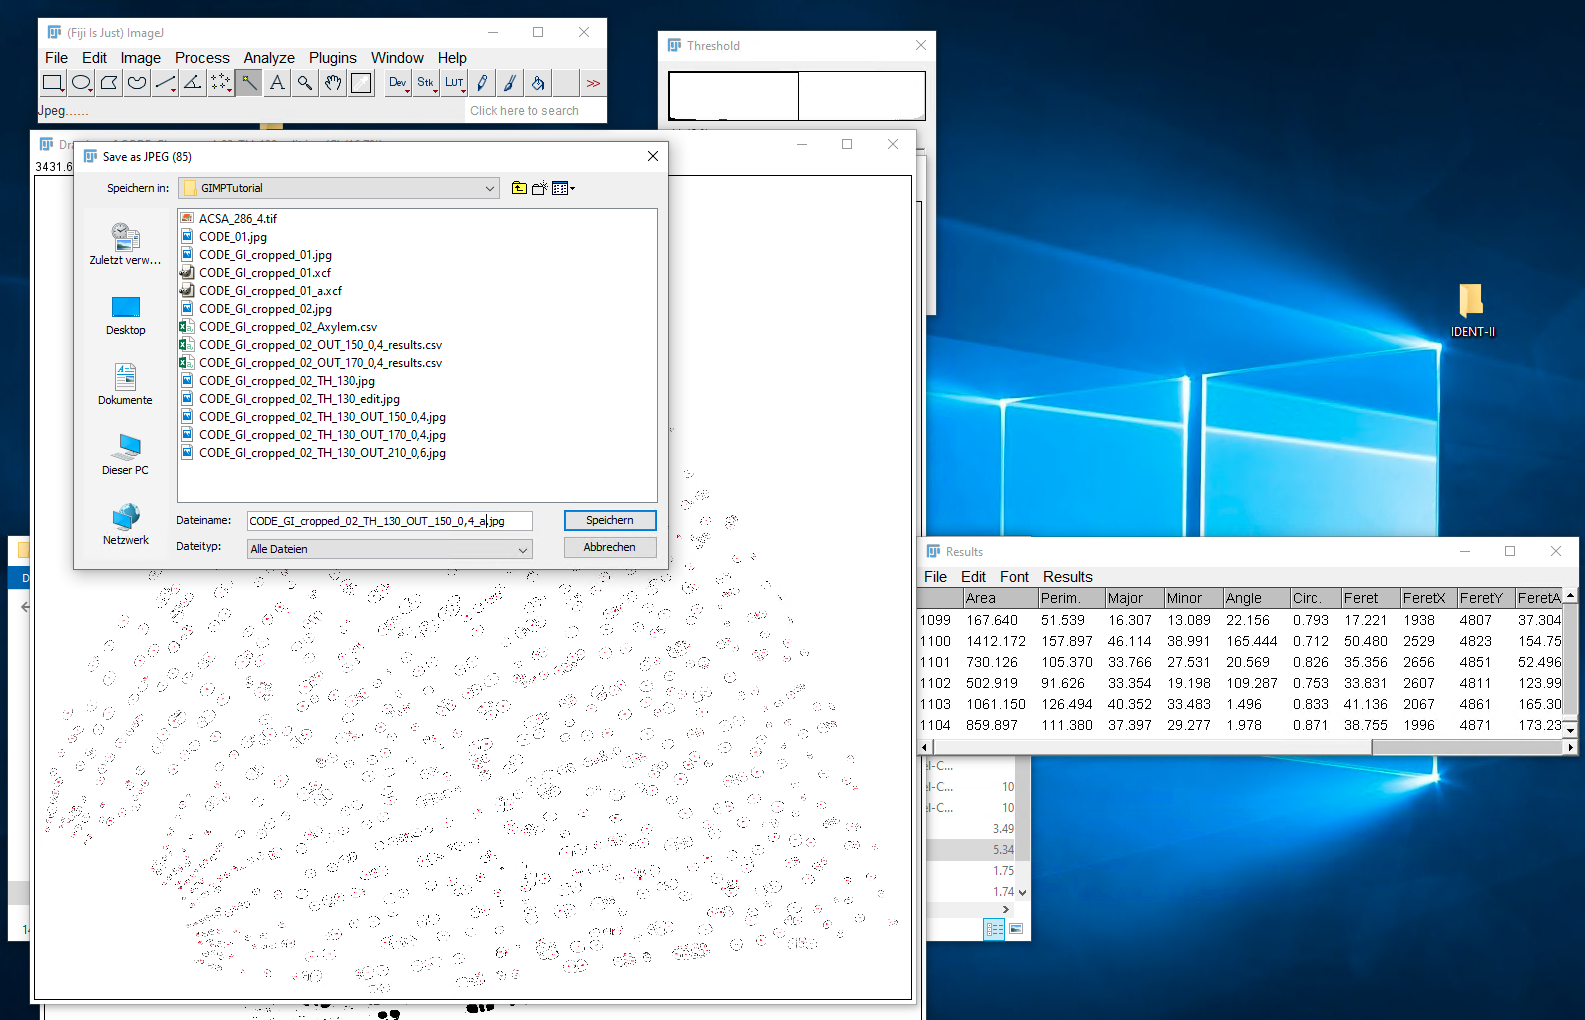 (Fiji Is Just) ImageJ
File Edit Image Process Analyze Plugins Window Help
A Dev Stk LUT >>
Jpeg...... Click here to search
Threshold
3431.6
Save as JPEG (85)
Speichern in: GIMPTutorial
Zuletzt verw...
Desktop
Dokumente
Dieser PC
Netzwerk
ACSA_286_4.tif
CODE_01.jpg
CODE_GI_cropped_01.jpg
CODE_GI_cropped_01.xcf
CODE_GI_cropped_01_a.xcf
CODE_GI_cropped_02.jpg
CODE_GI_cropped_02_Axylem.csv
CODE_GI_cropped_02_OUT_150_0,4_results.csv
CODE_GI_cropped_02_OUT_170_0,4_results.csv
CODE_GI_cropped_02_TH_130.jpg
CODE_GI_cropped_02_TH_130_edit.jpg
CODE_GI_cropped_02_TH_130_OUT_150_0,4.jpg
CODE_GI_cropped_02_TH_130_OUT_170_0,4.jpg
CODE_GI_cropped_02_TH_130_OUT_210_0,6.jpg
Dateiname: CODE_GI_cropped_02_TH_130_OUT_150_0,4_a.jpg Speichern
Dateityp: Alle Dateien Abbrechen
IDENT-II
Results
File Edit Font Results
Area Perim. Major Minor Angle Circ. Feret FeretX FeretY FeretA
1099 167.640 51.539 16.307 13.089 22.156 0.793 17.221 1938 4807 37.304
1100 1412.172 157.897 46.114 38.991 165.444 0.712 50.480 2529 4823 154.75
1101 730.126 105.370 33.766 27.531 20.569 0.826 35.356 2656 4851 52.496
1102 502.919 91.626 33.354 19.198 109.287 0.753 33.831 2607 4811 123.99
1103 1061.150 126.494 40.352 33.483 1.496 0.833 41.136 2067 4861 165.30
1104 859.897 111.380 37.397 29.277 1.978 0.871 38.755 1996 4871 173.23
el-C...
el-C... 10
10
3.49
5.34
1.75
1.74
D
14